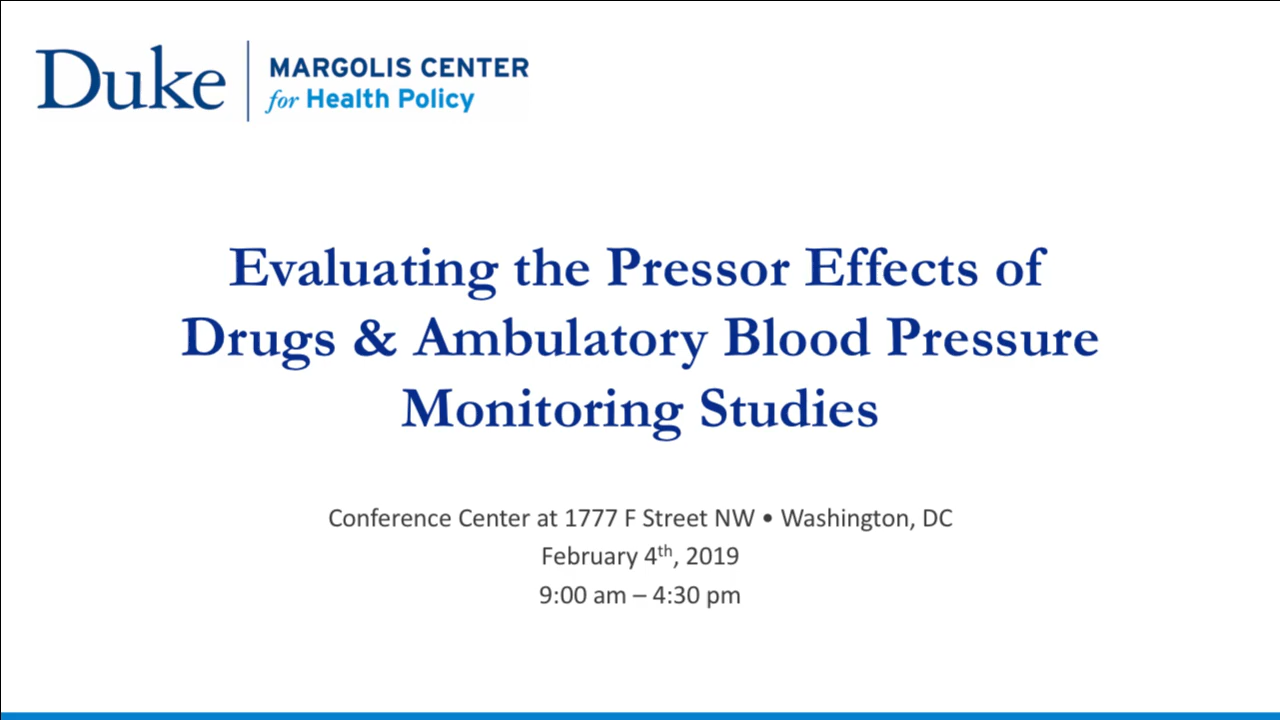 Duke
MARGOLIS CENTER
for Health Policy
Evaluating the Pressor Effects of
Drugs & Ambulatory Blood Pressure
Monitoring Studies
Conference Center at 1777 F Street NW • Washington, DC
February 4th, 2019
9:00 am – 4:30 pm